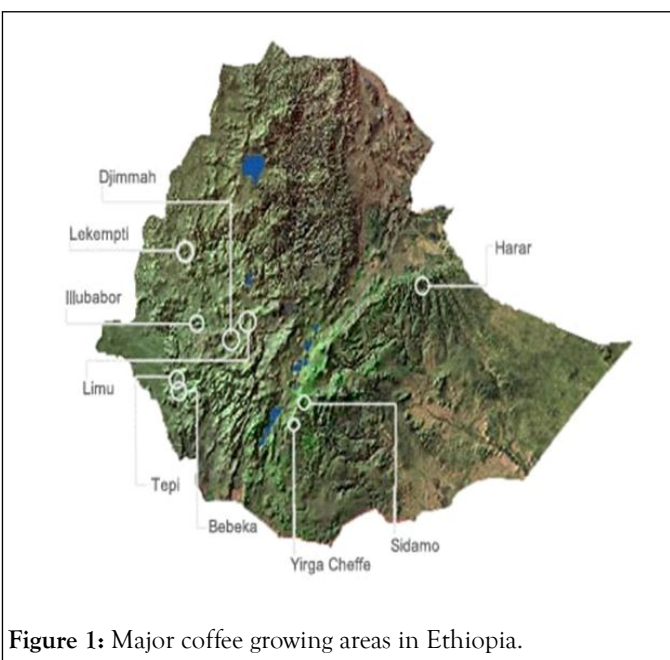 Djimmah
Lekempti
Harar
Illubabor
Limu
Tepi
Bebeka
Sidamo
Yirga Cheffe
Figure 1: Major coffee growing areas in Ethiopia.